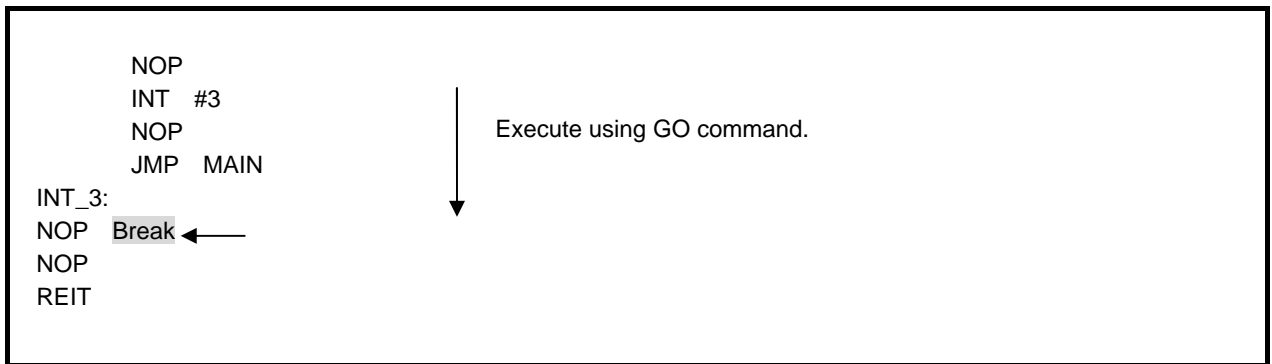 NOP
INT #3
NOP Execute using GO command.
JMP MAIN
INT_3:
NOP Break
NOP
REIT